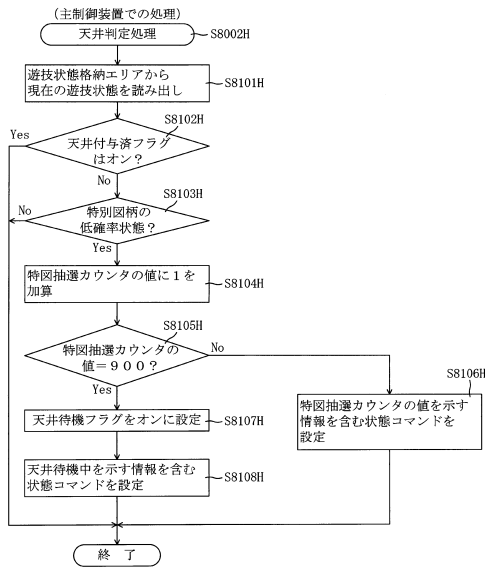 (主制御装置での処理)
天井判定処理
S8002H
遊技状態格納エリアから
現在の遊技状態を読み出し
S8101H
S8102H
Yes
天井付与済フラグ
はオン?
No
S8103H
No
特別図柄の
低確率状態?
Yes
特図抽選カウンタの値に1を
加算
S8104H
S8105H
特図抽選カウンタの
値=900?
No
Yes
S8106H
特図抽選カウンタの値を示す
情報を含む状態コマンドを
設定
天井待機フラグをオンに設定
S8107H
天井待機中を示す情報を含む
状態コマンドを設定
S8108H
終 了